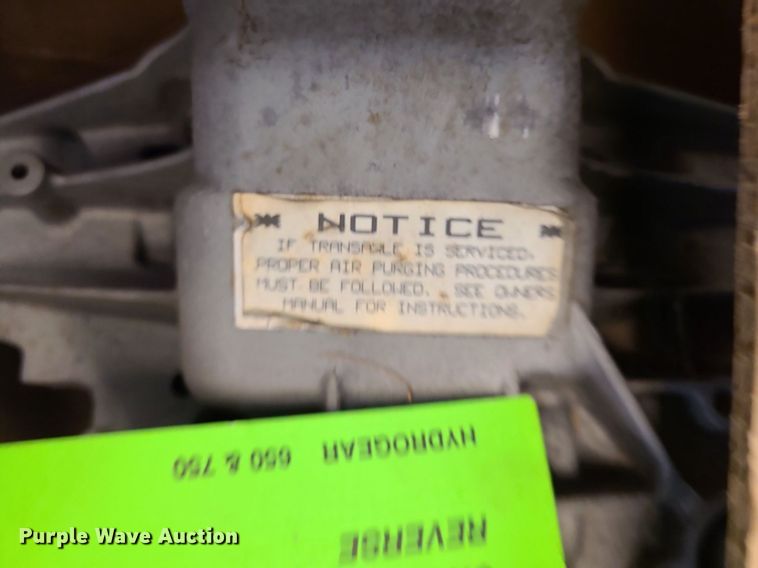 ** NOTICE **
IF TRANSAXLE IS SERVICED,
PROPER AIR PURGING PROCEDURES
MUST BE FOLLOWED. SEE OWNERS
MANUAL FOR INSTRUCTIONS.
HYDROGEAR 650 & 750
REVERSE
Purple Wave Auction